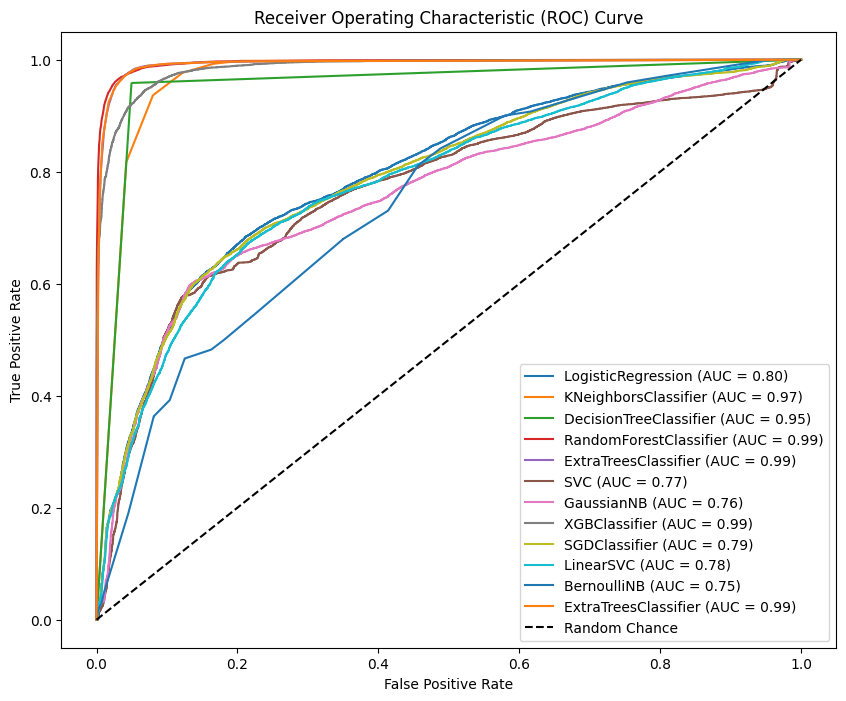 Receiver Operating Characteristic (ROC) Curve
True Positive Rate
1.0
0.8
0.6
0.4
0.2
0.0
LogisticRegression (AUC = 0.80)
KNeighborsClassifier (AUC = 0.97)
DecisionTreeClassifier (AUC = 0.95)
RandomForestClassifier (AUC = 0.99)
ExtraTreesClassifier (AUC = 0.99)
SVC (AUC = 0.77)
GaussianNB (AUC = 0.76)
XGBClassifier (AUC = 0.99)
SGDClassifier (AUC = 0.79)
LinearSVC (AUC = 0.78)
BernoulliNB (AUC = 0.75)
ExtraTreesClassifier (AUC = 0.99)
Random Chance
0.0 0.2 0.4 0.6 0.8 1.0
False Positive Rate